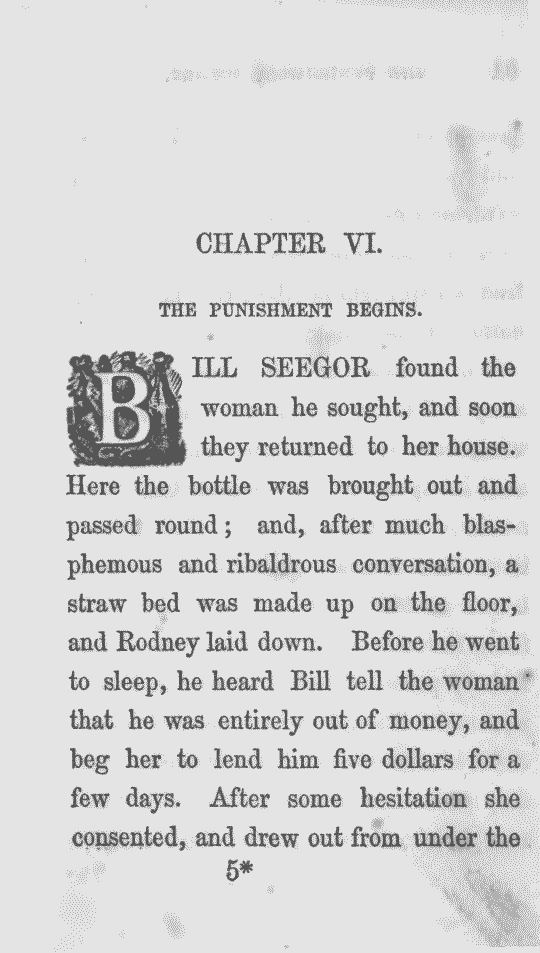 CHAPTER VI.
THE PUNISHMENT BEGINS.
BILL SEEGOR found the
woman he sought, and soon
they returned to her house.
Here the bottle was brought out and
passed round; and, after much blas-
phemous and ribaldrous conversation, a
straw bed was made up on the floor,
and Rodney laid down. Before he went
to sleep, he heard Bill tell the woman
that he was entirely out of money, and
beg her to lend him five dollars for a
few days. After some hesitation she
consented, and drew out from under the
5*